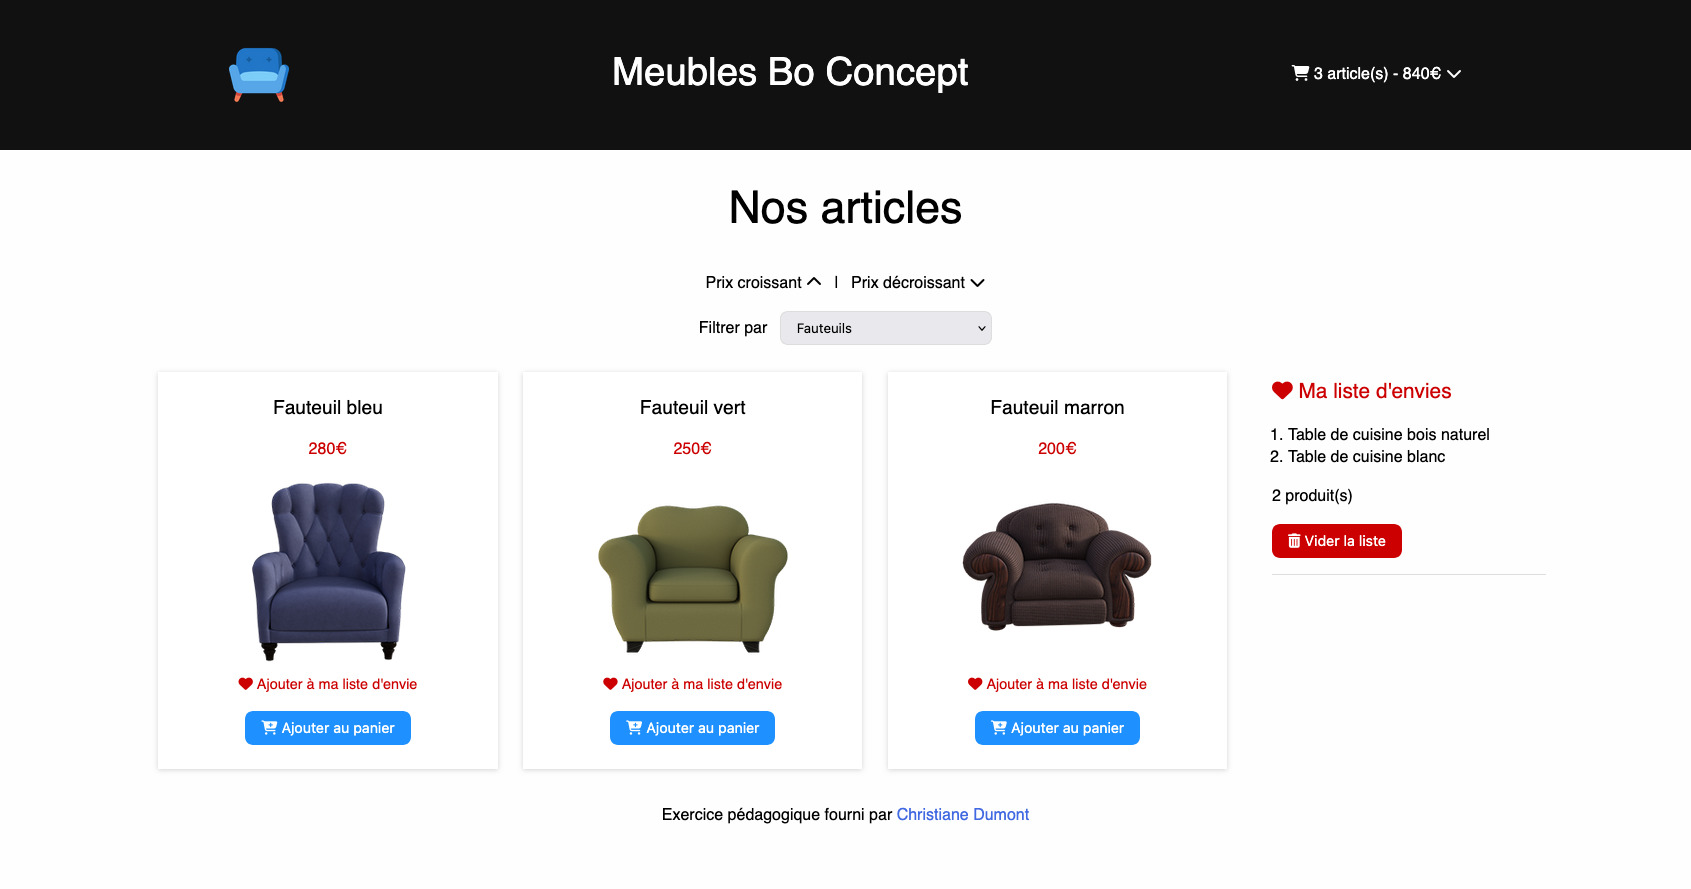 Meubles Bo Concept
3 article(s) - 840€
Nos articles
Prix croissant | Prix décroissant
Filtrer par Fauteuils
Fauteuil bleu
280€
Ajouter à ma liste d'envie
Ajouter au panier
Fauteuil vert
250€
Ajouter à ma liste d'envie
Ajouter au panier
Fauteuil marron
200€
Ajouter à ma liste d'envie
Ajouter au panier
Ma liste d'envies
1. Table de cuisine bois naturel
2. Table de cuisine blanc
2 produit(s)
Vider la liste
Exercice pédagogique fourni par Christiane Dumont